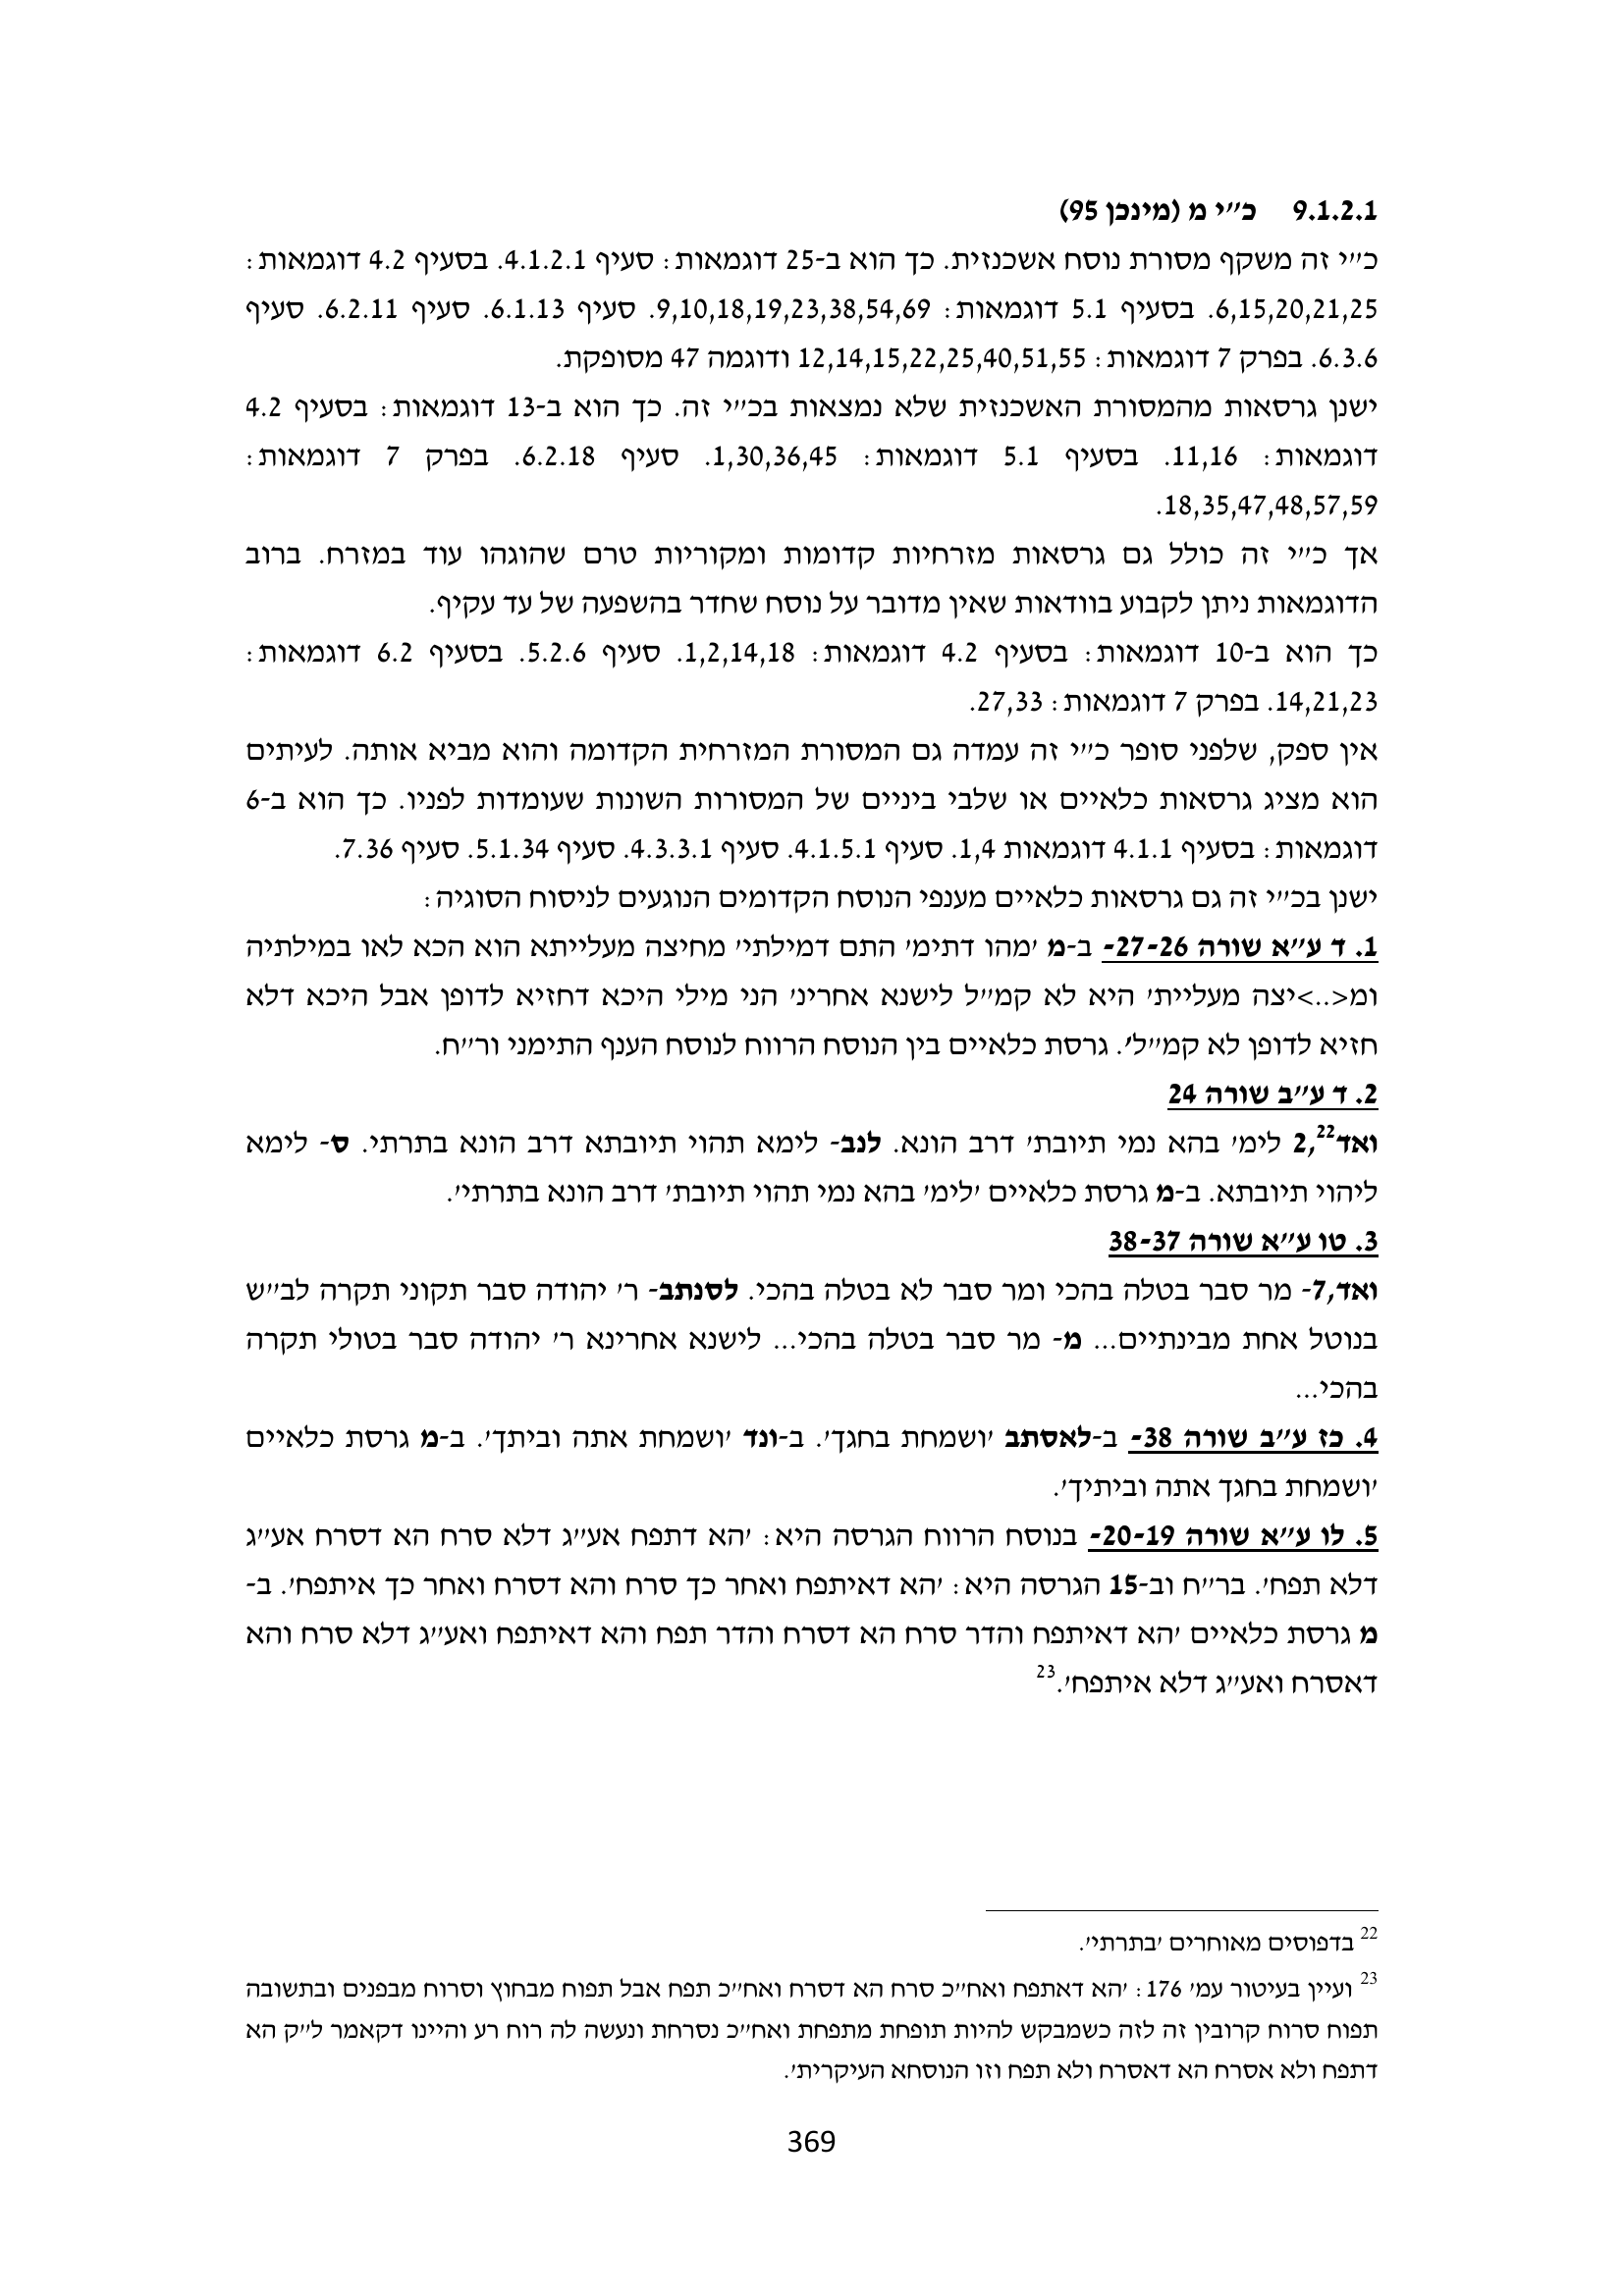 9.1.2.1 כ״י מ (מינכן 95)
כ״י זה משקף מסורת נוסח אשכנזית. כך הוא ב-25 דוגמאות: סעיף 4.1.2.1. בסעיף 4.2 דוגמאות:
6,15,20,21,25. בסעיף 5.1 דוגמאות: 9,10,18,19,23,38,54,69. סעיף 6.1.13. סעיף 6.2.11. סעיף
6.3.6. בפרק 7 דוגמאות: 12,14,15,22,25,40,51,55 ודוגמה 47 מסופקת.
ישנן גרסאות מהמסורת האשכנזית שלא נמצאות בכ״י זה. כך הוא ב-13 דוגמאות: בסעיף 4.2
דוגמאות: 11,16. בסעיף 5.1 דוגמאות: 1,30,36,45. סעיף 6.2.18. בפרק 7 דוגמאות:
18,35,47,48,57,59.
אך כ״י זה כולל גם גרסאות מזרחיות קדומות ומקוריות טרם שהוגהו עוד במזרח. ברוב
הדוגמאות ניתן לקבוע בוודאות שאין מדובר על נוסח שחדר בהשפעה של עד עקיף.
כך הוא ב-10 דוגמאות: בסעיף 4.2 דוגמאות: 1,2,14,18. סעיף 5.2.6. בסעיף 6.2 דוגמאות:
14,21,23. בפרק 7 דוגמאות: 27,33.
אין ספק, שלפני סופר כ״י זה עמדה גם המסורת המזרחית הקדומה והוא מביא אותה. לעיתים
הוא מציג גרסאות כלאיים או שלבי ביניים של המסורות השונות שעומדות לפניו. כך הוא ב-6
דוגמאות: בסעיף 4.1.1 דוגמאות 1,4. סעיף 4.1.5.1. סעיף 4.3.3.1. סעיף 5.1.34. סעיף 7.36.
ישנן בכ״י זה גם גרסאות כלאיים מענפי הנוסח הקדומים הנוגעים לניסוח הסוגיה:
1. ד ע״א שורה 27-26- ב-מ ׳מהו דתימ׳ התם דמילתי׳ מחיצה מעלייתא הוא הכא לאו במילתיה
ומ<..>יצה מעליית׳ היא לא קמ״ל לישנא אחרינ׳ הני מילי היכא דחזיא לדופן אבל היכא דלא
חזיא לדופן לא קמ״ל׳. גרסת כלאיים בין הנוסח הרווח לנוסח הענף התימני ור״ח.
2. ד ע״ב שורה 24
ואד22,2 לימ׳ בהא נמי תיובת׳ דרב הונא. לנב- לימא תהוי תיובתא דרב הונא בתרתי. ס- לימא
ליהוי תיובתא. ב-מ גרסת כלאיים ׳לימ׳ בהא נמי תהוי תיובת׳ דרב הונא בתרתי׳.
3. טו ע״א שורה 38-37
ואד,7- מר סבר בטלה בהכי ומר סבר לא בטלה בהכי. לסנתב- ר׳ יהודה סבר תקוני תקרה לב״ש
בנוטל אחת מבינתיים... מ- מר סבר בטלה בהכי... לישנא אחרינא ר׳ יהודה סבר בטולי תקרה
בהכי...
4. כז ע״ב שורה 38- ב-לאסתב ׳ושמחת בחגך׳. ב-ונד ׳ושמחת אתה וביתך׳. ב-מ גרסת כלאיים
׳ושמחת בחגך אתה וביתיך׳.
5. לו ע״א שורה 20-19- בנוסח הרווח הגרסה היא: ׳הא דתפח אע״ג דלא סרח הא דסרח אע״ג
דלא תפח׳. בר״ח וב-15 הגרסה היא: ׳הא דאיתפח ואחר כך סרח והא דסרח ואחר כך איתפח׳. ב-
מ גרסת כלאיים ׳הא דאיתפח והדר סרח הא דסרח והדר תפח והא דאיתפח ואע״ג דלא סרח והא
דאסרח ואע״ג דלא איתפח׳.23
22 בדפוסים מאוחרים ׳בתרתי׳.
23 ועיין בעיטור עמ׳ 176: ׳הא דאתפח ואח״כ סרח הא דסרח ואח״כ תפח אבל תפוח מבחוץ וסרוח מבפנים ובתשובה
תפוח סרוח קרובין זה לזה כשמבקש להיות תופחת מתפחת ואח״כ נסרחת ונעשה לה רוח רע והיינו דקאמר ל״ק הא
דתפח ולא אסרח הא דאסרח ולא תפח וזו הנוסחא העיקרית׳.
369